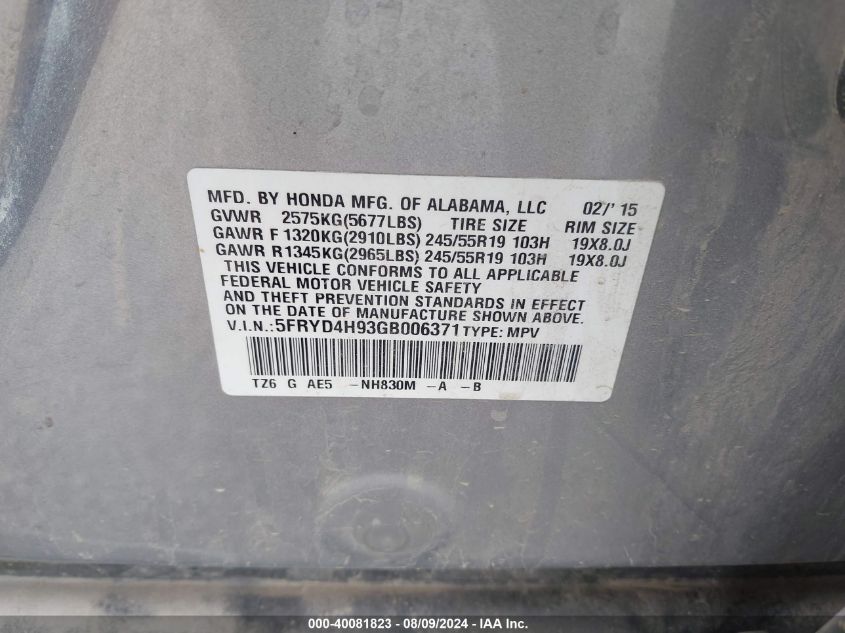 MFD. BY HONDA MFG. OF ALABAMA, LLC 02/' 15
GVWR 2575KG(5677LBS) TIRE SIZE RIM SIZE
GAWR F 1320KG(2910LBS) 245/55R19 103H 19X8.0J
GAWR R1345KG(2965LBS) 245/55R19 103H 19X8.0J
THIS VEHICLE CONFORMS TO ALL APPLICABLE
FEDERAL MOTOR VEHICLE SAFETY
AND THEFT PREVENTION STANDARDS IN EFFECT
ON THE DATE OF MANUFACTURE SHOWN ABOVE.
V.I.N.:5FRYD4H93GB006371 TYPE: MPV
TZ6 G AE5 -NH830M -A -B
000-40081823 - 08/09/2024 - IAA Inc.